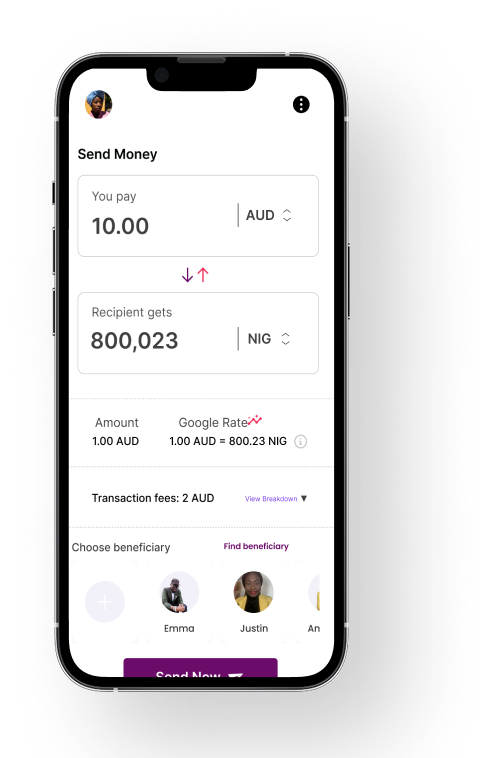 Send Money
You pay
10.00
AUD
Recipient gets
800,023
NIG
Amount
Google Rate
1.00 AUD
1.00 AUD = 800.23 NIG
Transaction fees: 2 AUD
View Breakdown ▼
Choose beneficiary
Find beneficiary
Emma
Justin
An
Send Now